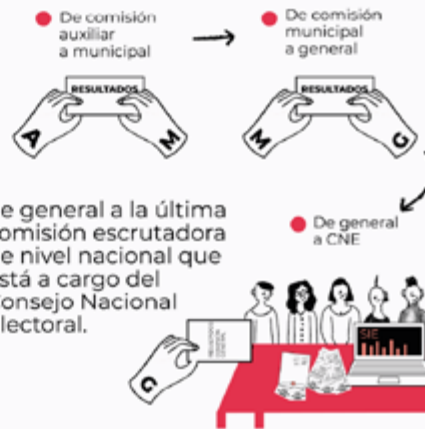 De comisión
auxiliar
a municipal
RESULTADOS
A
M
De comisión
municipal
a general
RESULTADOS
M
G
e general a la última
omisión escrutadora
e nivel nacional que
stá a cargo del
onsejo Nacional
lectoral.
De general
a CNE
G
SIE